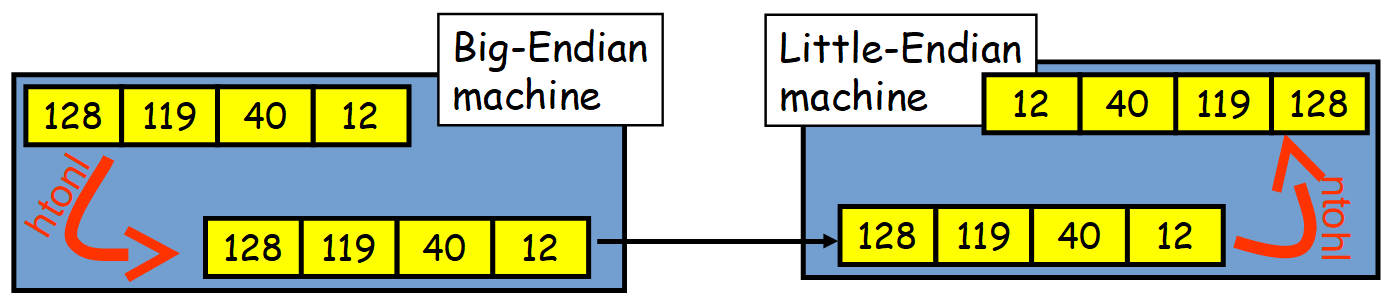 Big-Endian
machine
128 119 40 12
htonl
128 119 40 12
Little-Endian
machine
12 40 119 128
128 119 40 12
ntohl